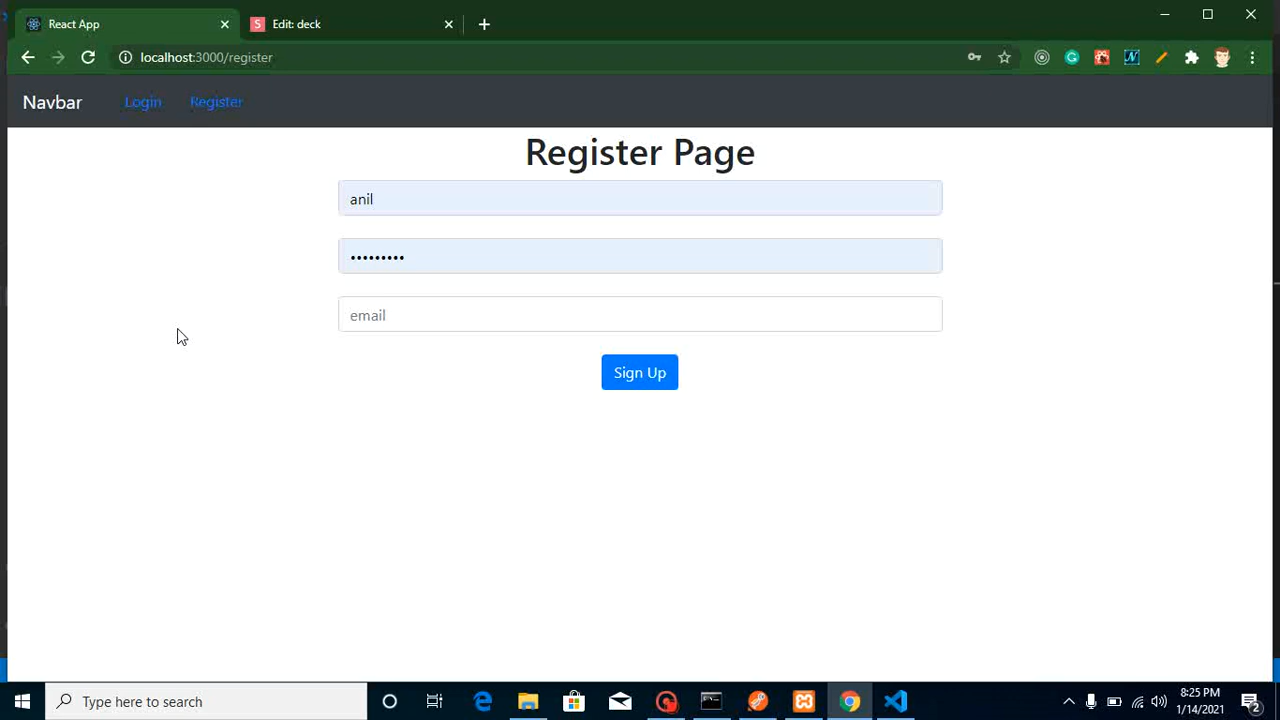 React App
Edit: deck
localhost:3000/register
Navbar Login Register
Register Page
anil
•••••••••
email
Sign Up
Type here to search
8:25 PM
1/14/2021
2